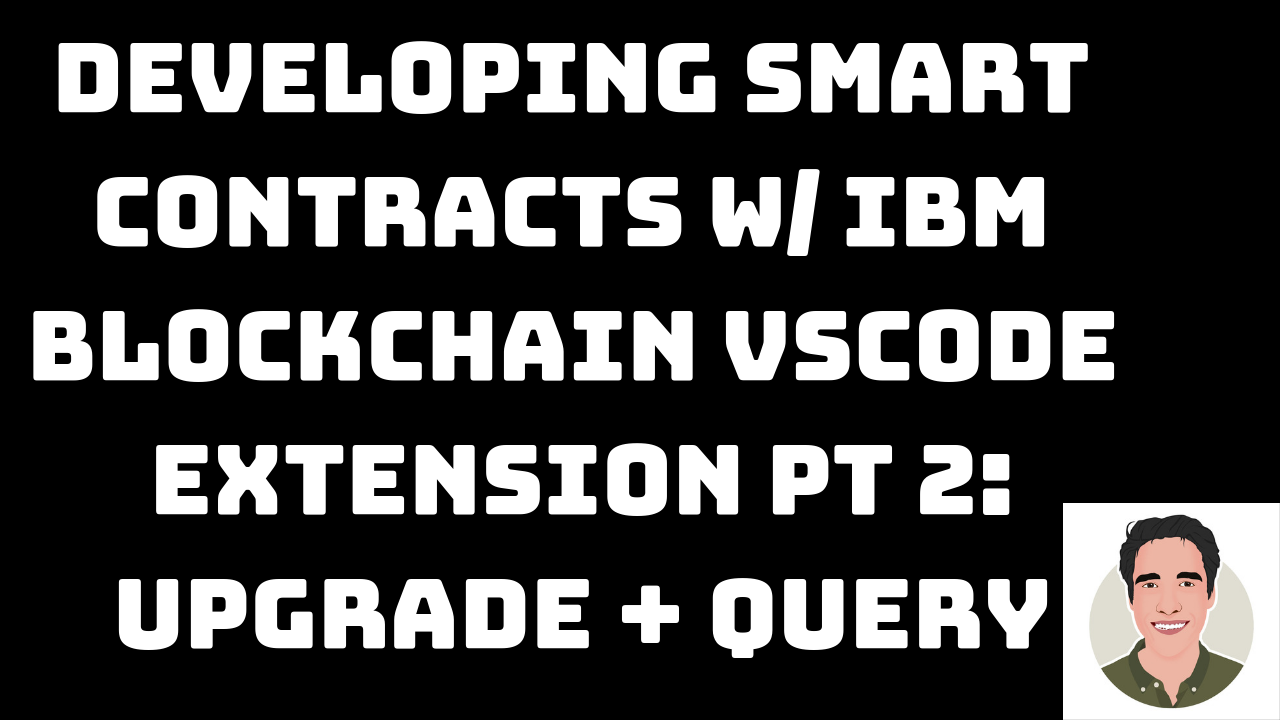 DEVELOPING SMART
CONTRACTS W/ IBM
BLOCKCHAIN VSCODE
EXTENSION PT 2:
UPGRADE + QUERY